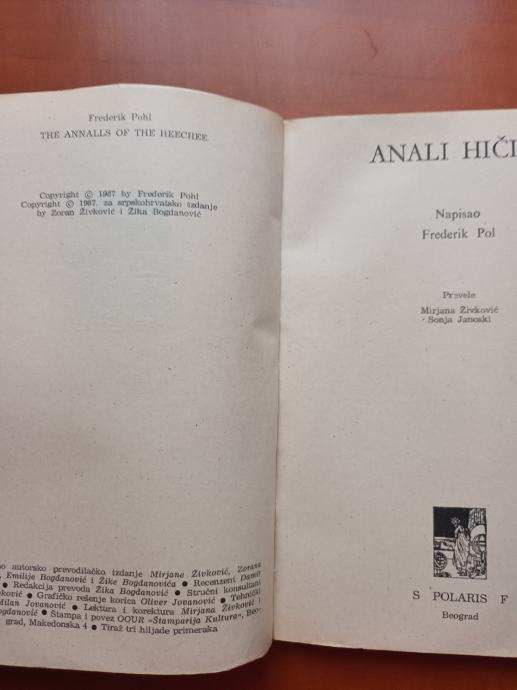 Frederik Pohl
THE ANNALLS OF THE HEECHEE
Copyright © 1987 by Frederik Pohl
Copyright © 1987. za srpskohrvatsko izdanje
by Zoran Živković i Žika Bogdanović
autorsko prevodilačko izdanje Mirjane Živković, Zorana
Emilije Bogdanović i Žike Bogdanovića ● Recenzent Damir
● Redakcija prevoda Žika Bogdanović ● Stručni konsultant
● Grafičko rešenje korica Oliver Jovanović ● Tehnički
Milan Jovanović ● Lektura i korektura Mirjana Živković i
● Štampa i povez OOUR »Štamparija Kultura«, Beo-
grad, Makedonska 4 ● Tiraž tri hiljade primeraka
ANALI HIČI
Napisao
Frederik Pol
Prevele
Mirjana Živković
Sonja Janoski
S POLARIS F
Beograd